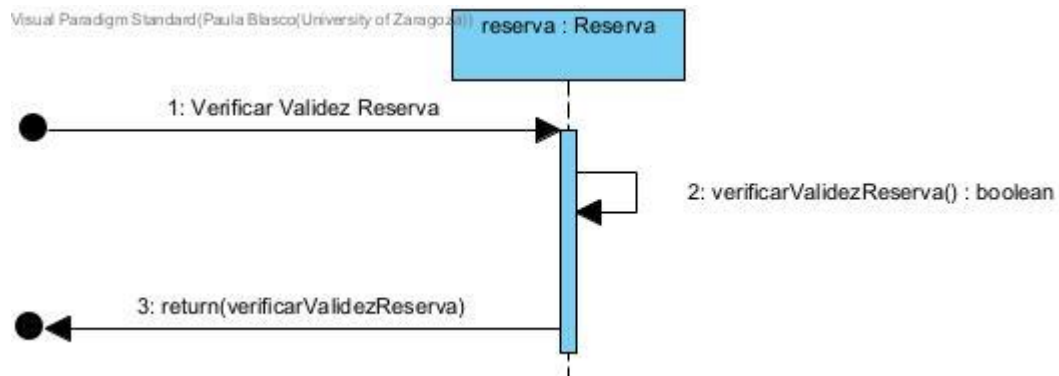 Visual Paradigm Standard(Paula Blasco(University of Zaragoza))
reserva : Reserva
1: Verificar Validez Reserva
2: verificarValidezReserva() : boolean
3: return(verificarValidezReserva)